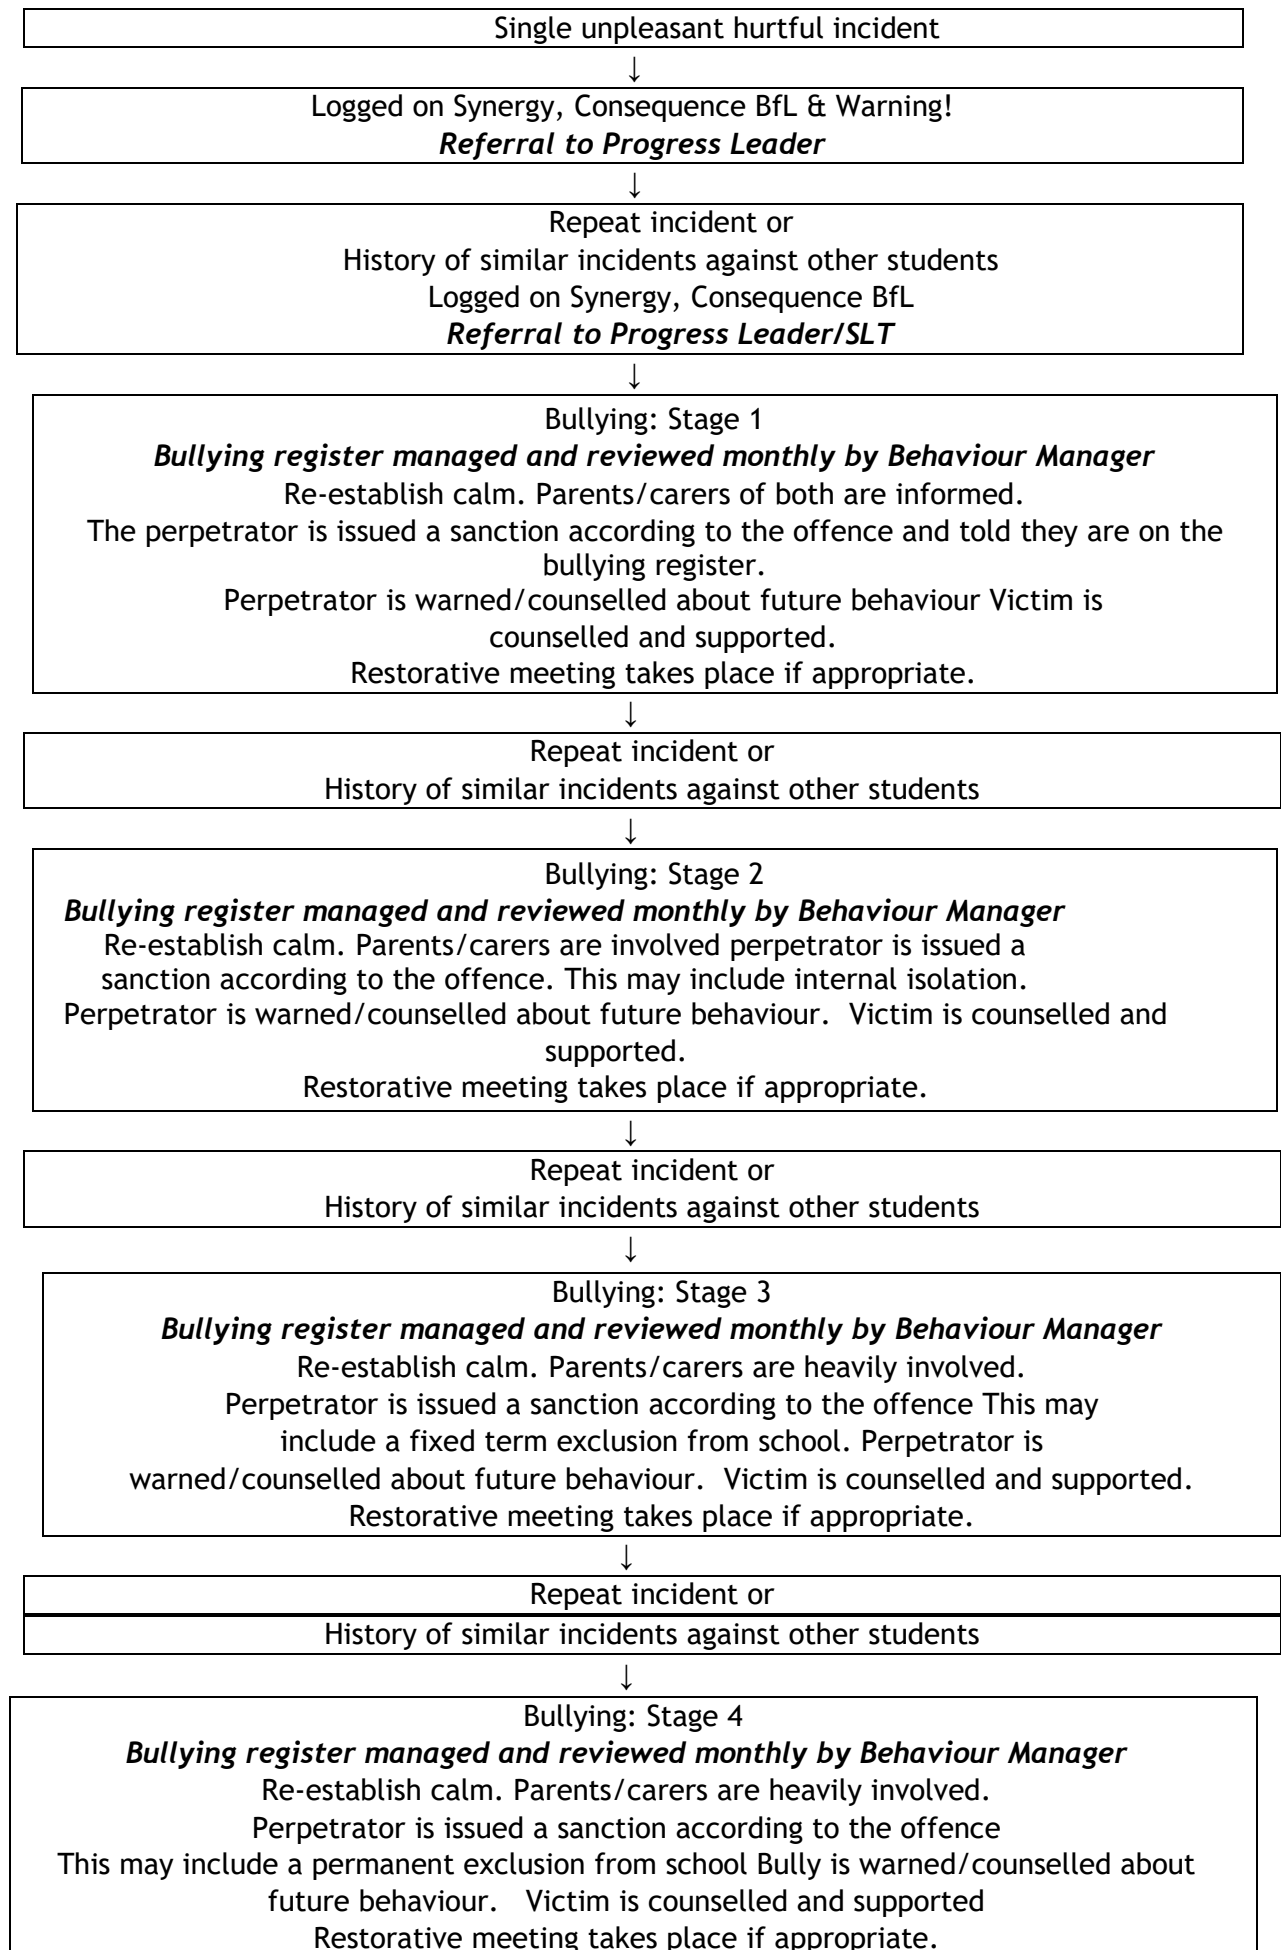 Single unpleasant hurtful incident
↓
Logged on Synergy, Consequence BfL & Warning!
Referral to Progress Leader
↓
Repeat incident or
History of similar incidents against other students
Logged on Synergy, Consequence BfL
Referral to Progress Leader/SLT
↓
Bullying: Stage 1
Bullying register managed and reviewed monthly by Behaviour Manager
Re-establish calm. Parents/carers of both are informed.
The perpetrator is issued a sanction according to the offence and told they are on the
bullying register.
Perpetrator is warned/counselled about future behaviour Victim is
counselled and supported.
Restorative meeting takes place if appropriate.
↓
Repeat incident or
History of similar incidents against other students
↓
Bullying: Stage 2
Bullying register managed and reviewed monthly by Behaviour Manager
Re-establish calm. Parents/carers are involved perpetrator is issued a
sanction according to the offence. This may include internal isolation.
Perpetrator is warned/counselled about future behaviour. Victim is counselled and
supported.
Restorative meeting takes place if appropriate.
↓
Repeat incident or
History of similar incidents against other students
↓
Bullying: Stage 3
Bullying register managed and reviewed monthly by Behaviour Manager
Re-establish calm. Parents/carers are heavily involved.
Perpetrator is issued a sanction according to the offence This may
include a fixed term exclusion from school. Perpetrator is
warned/counselled about future behaviour. Victim is counselled and supported.
Restorative meeting takes place if appropriate.
↓
Repeat incident or
History of similar incidents against other students
↓
Bullying: Stage 4
Bullying register managed and reviewed monthly by Behaviour Manager
Re-establish calm. Parents/carers are heavily involved.
Perpetrator is issued a sanction according to the offence
This may include a permanent exclusion from school Bully is warned/counselled about
future behaviour. Victim is counselled and supported
Restorative meeting takes place if appropriate.